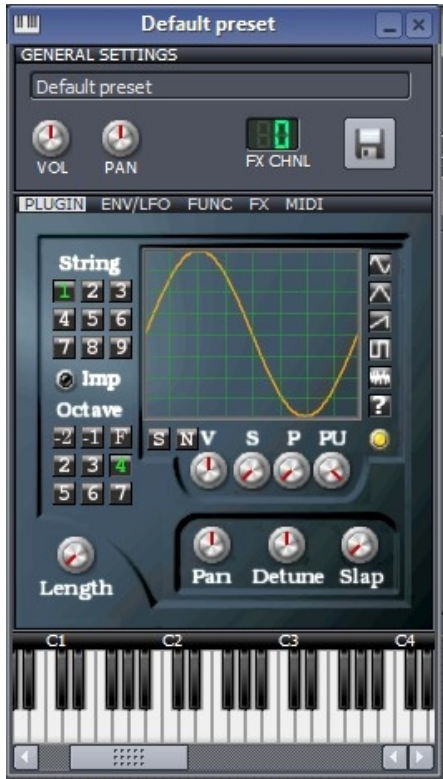 Default preset
GENERAL SETTINGS
Default preset
0
VOL PAN FX CHNL
PLUGIN ENV/LFO FUNC FX MIDI
String
1 2 3
4 5 6
7 8 9
Imp
Octave
-2 -1 F
2 3 4
5 6 7
S N V S P PU
?
Length
Pan Detune Slap
C1 C2 C3 C4